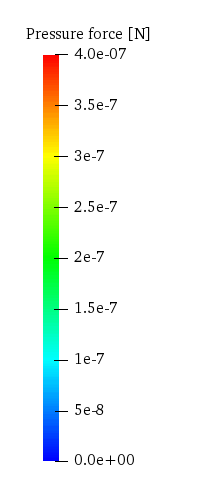 Pressure force [N]
4.0e-07
3.5e-7
3e-7
2.5e-7
2e-7
1.5e-7
1e-7
5e-8
0.0e+00